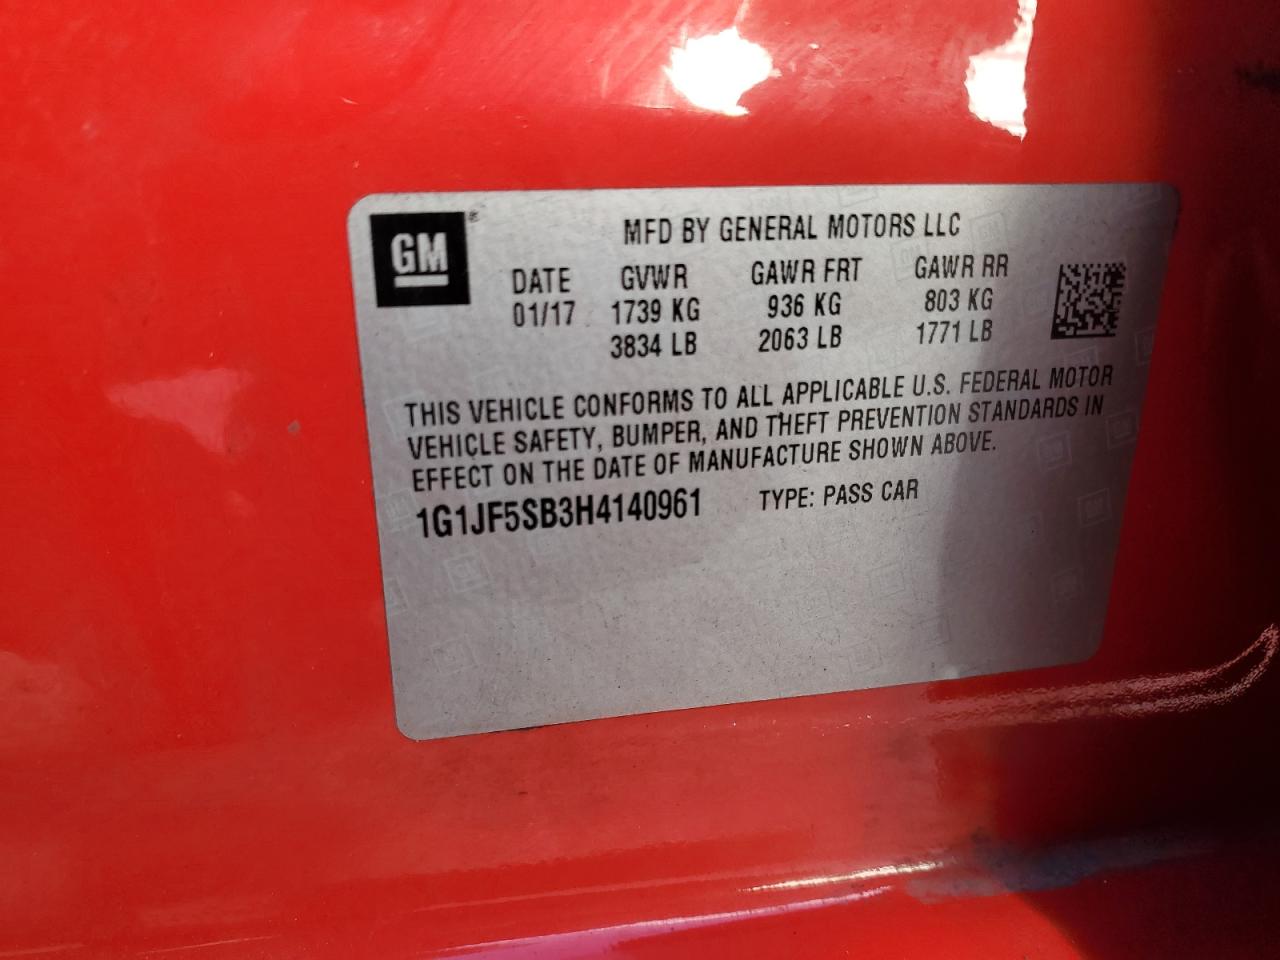 GM®
MFD BY GENERAL MOTORS LLC
DATE GVWR GAWR FRT GAWR RR
01/17 1739 KG 936 KG 803 KG
3834 LB 2063 LB 1771 LB
THIS VEHICLE CONFORMS TO ALL APPLICABLE U.S. FEDERAL MOTOR
VEHICLE SAFETY, BUMPER, AND THEFT PREVENTION STANDARDS IN
EFFECT ON THE DATE OF MANUFACTURE SHOWN ABOVE.
1G1JF5SB3H4140961 TYPE: PASS CAR